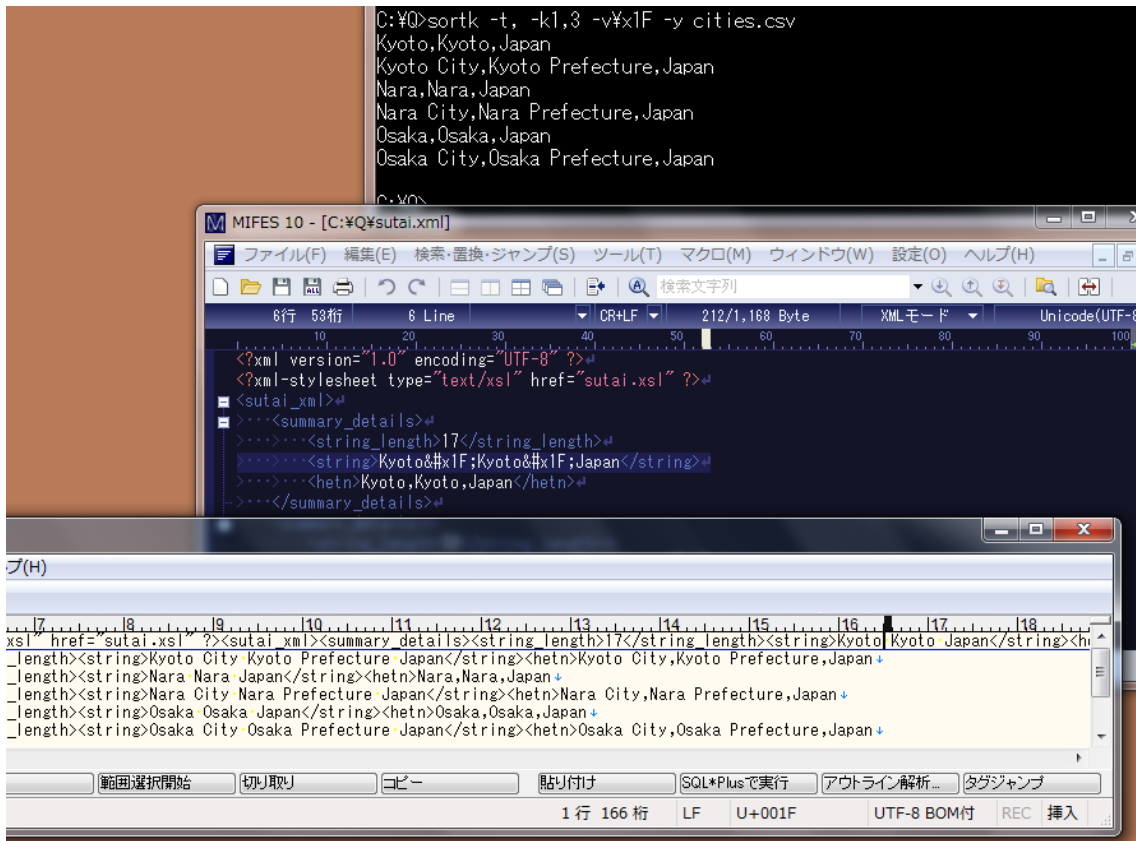 C:¥Q>sortk -t, -k1,3 -v¥x1F -y cities.csv
Kyoto,Kyoto,Japan
Kyoto City,Kyoto Prefecture,Japan
Nara,Nara,Japan
Nara City,Nara Prefecture,Japan
Osaka,Osaka,Japan
Osaka City,Osaka Prefecture,Japan
C:¥Q>
MIFES 10 - [C:¥Q¥sutai.xml]
ファイル(F) 編集(E) 検索・置換・ジャンプ(S) ツール(T) マクロ(M) ウィンドウ(W) 設定(O) ヘルプ(H)
ALL 検索文字列
6行 53桁 6 Line CR+LF 212/1,168 Byte XMLモード Unicode(UTF-8
10 20 30 40 50 60 70 80 90 100
<?xml version="1.0" encoding="UTF-8" ?>↵
<?xml-stylesheet type="text/xsl" href="sutai.xsl" ?>↵
<sutai_xml>↵
>···<summary_details>↵
>···>···<string_length>17</string_length>↵
>···>···<string>Kyoto&#x1F;Kyoto&#x1F;Japan</string>↵
>···>···<hetn>Kyoto,Kyoto,Japan</hetn>↵
>···</summary_details>↵
プ(H)
7 8 9 10 11 12 13 14 15 16 17 18
xsl" href="sutai.xsl" ?><sutai_xml><summary_details><string_length>17</string_length><string>Kyoto Kyoto·Japan</string><h
_length><string>Kyoto City·Kyoto Prefecture·Japan</string><hetn>Kyoto City,Kyoto Prefecture,Japan↓
_length><string>Nara·Nara·Japan</string><hetn>Nara,Nara,Japan↓
_length><string>Nara City·Nara Prefecture·Japan</string><hetn>Nara City,Nara Prefecture,Japan↓
_length><string>Osaka·Osaka·Japan</string><hetn>Osaka,Osaka,Japan↓
_length><string>Osaka City·Osaka Prefecture·Japan</string><hetn>Osaka City,Osaka Prefecture,Japan↓
範囲選択開始 切り取り コピー 貼り付け SQL*Plusで実行 アウトライン解析... タグジャンプ
1 行 166 桁 LF U+001F UTF-8 BOM付 REC 挿入